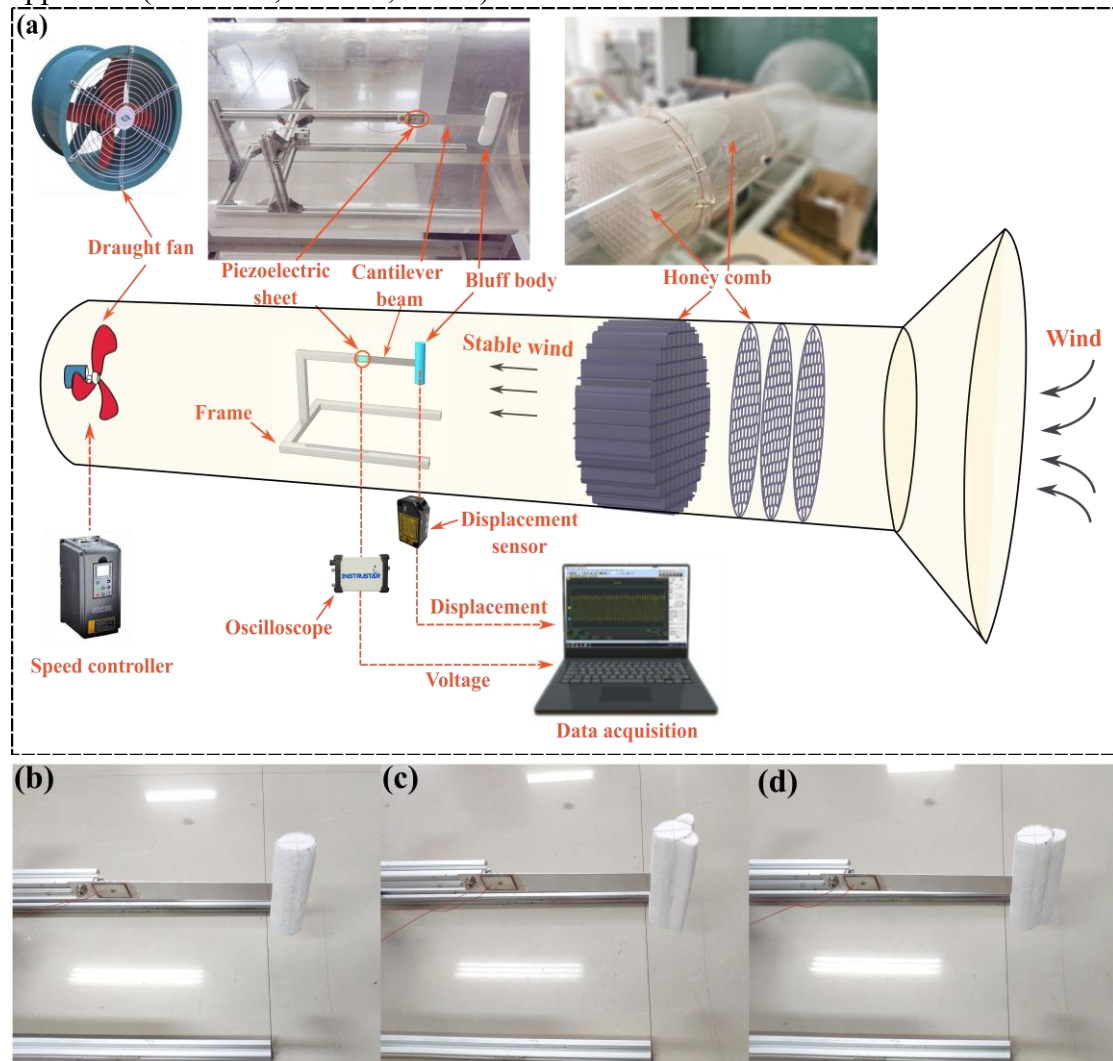 (a)
Draught fan
Piezoelectric
sheet
Cantilever
beam
Bluff body
Honey comb
Stable wind
Wind
Frame
Displacement
sensor
INSTRUSTAR
Oscilloscope
Displacement
Speed controller
Voltage
Data acquisition
(b)
(c)
(d)